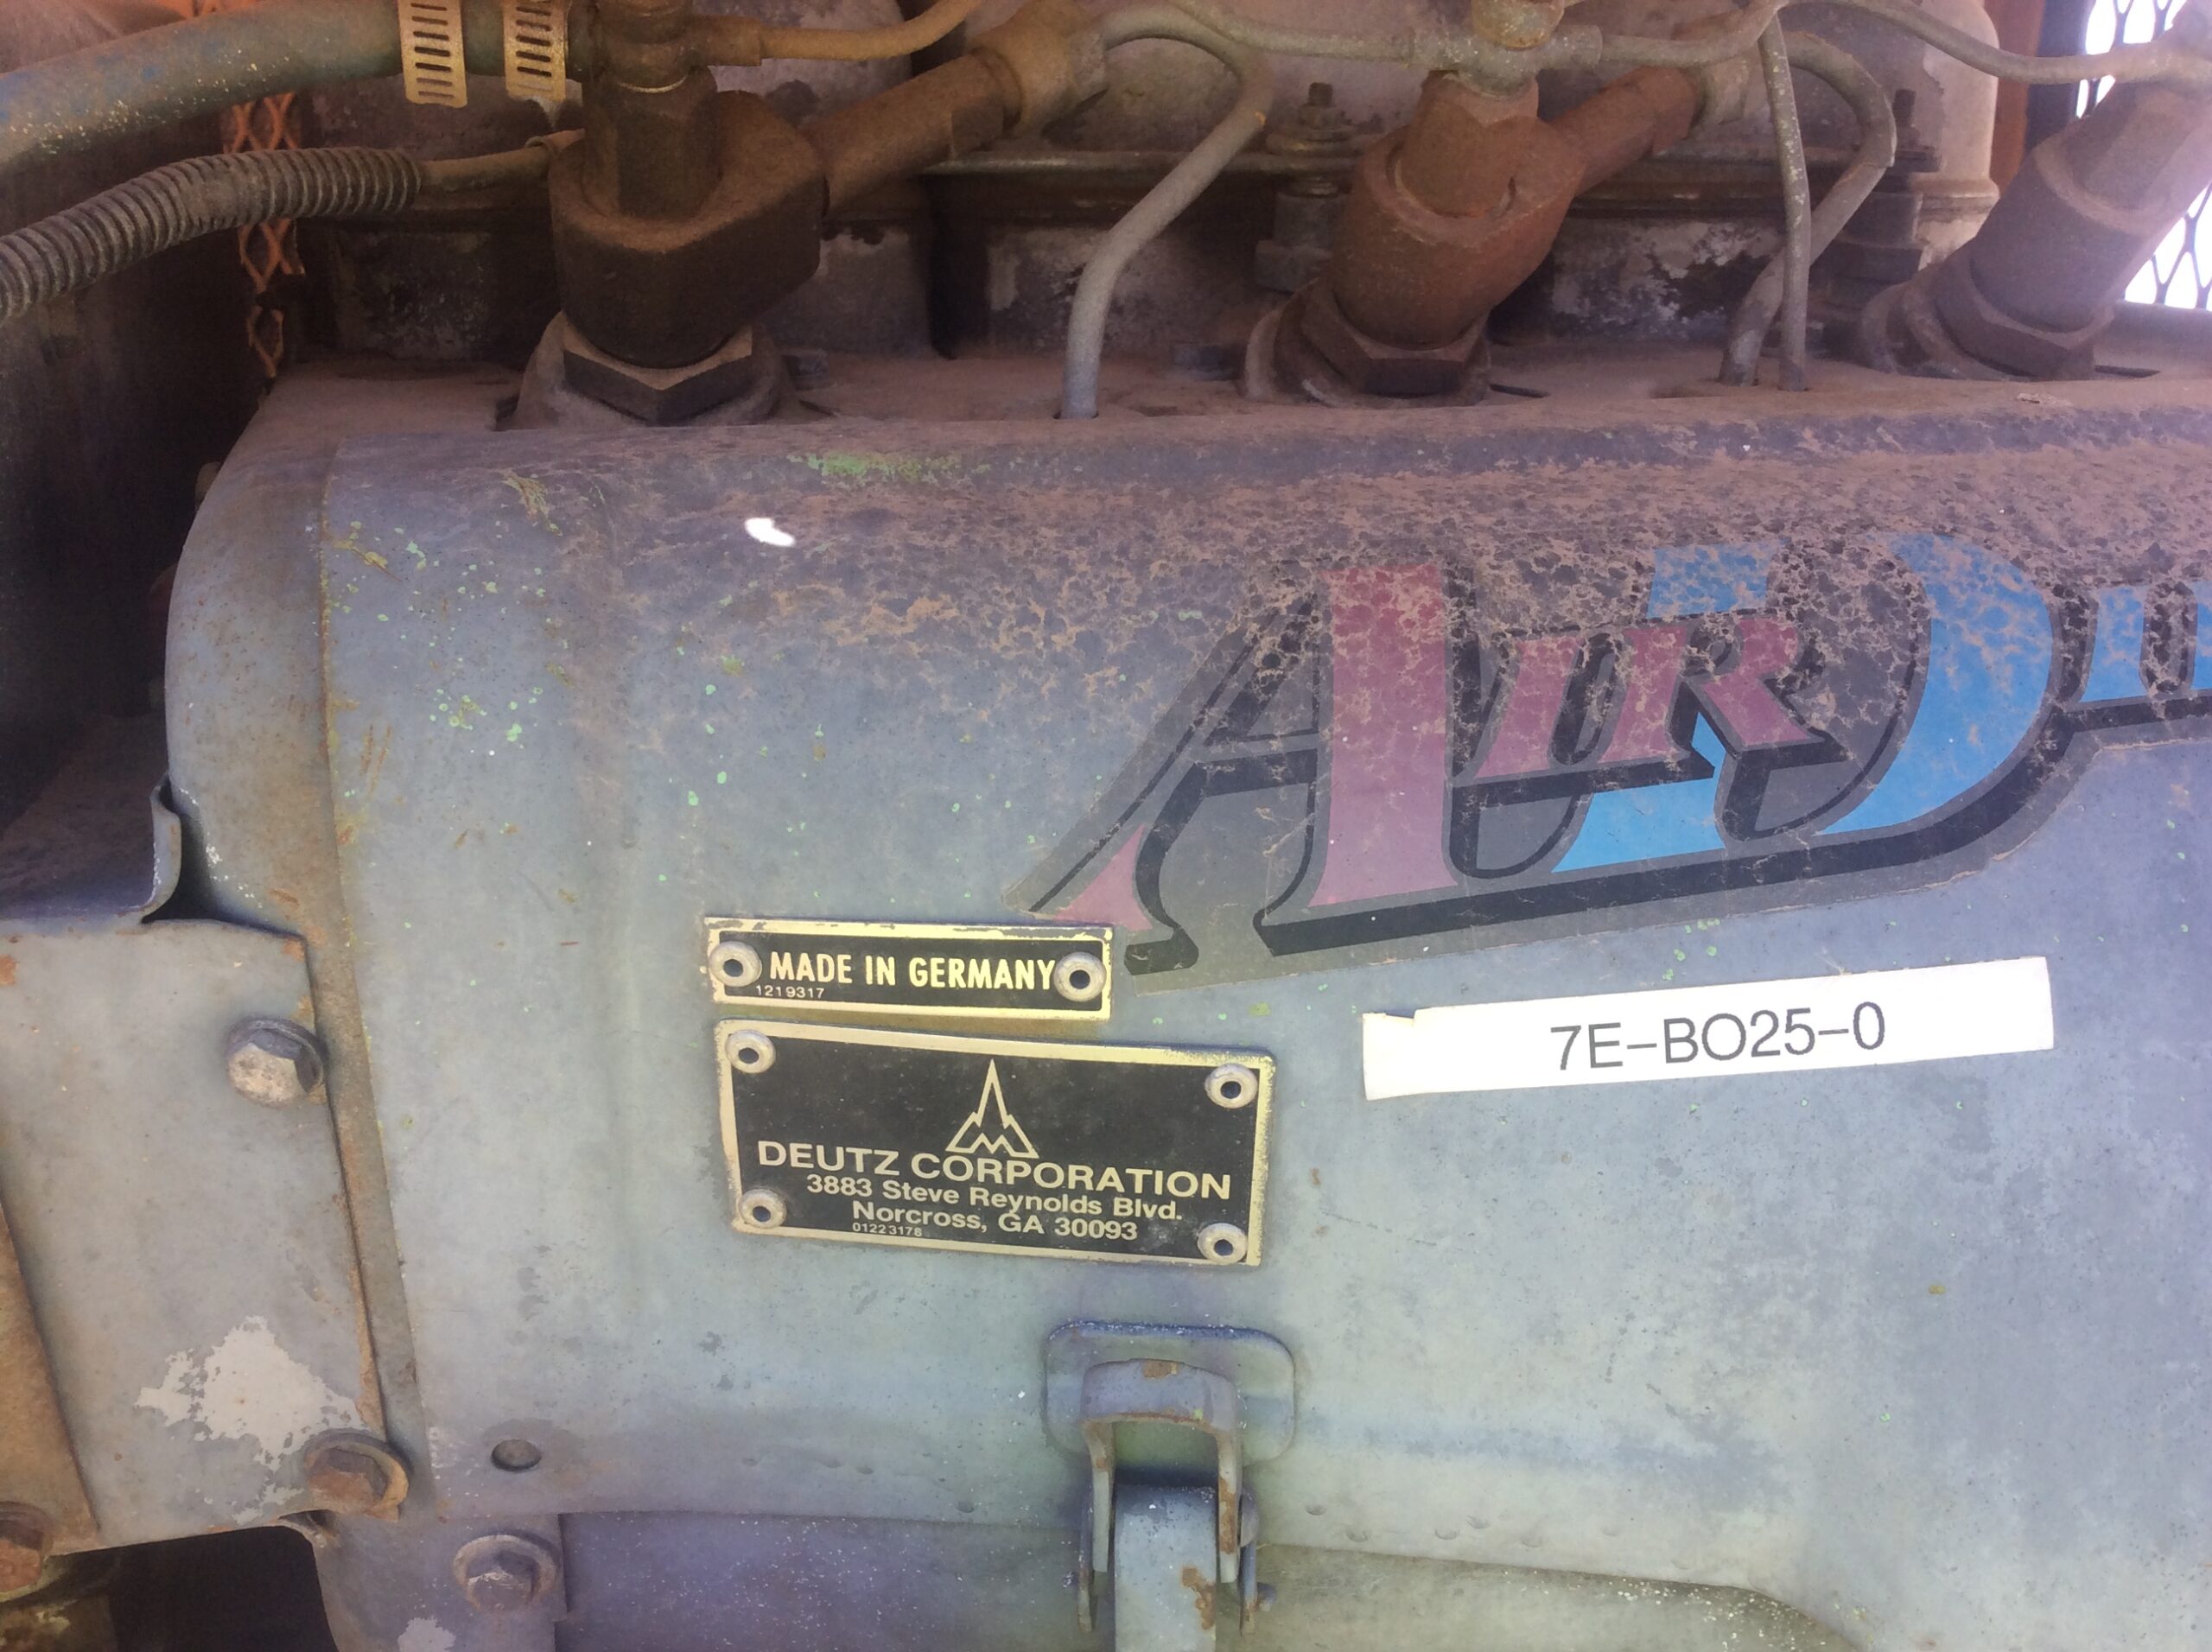 AIR D
MADE IN GERMANY
1219317
7E-BO25-0
DEUTZ CORPORATION
3883 Steve Reynolds Blvd.
Norcross, GA 30093
01223178